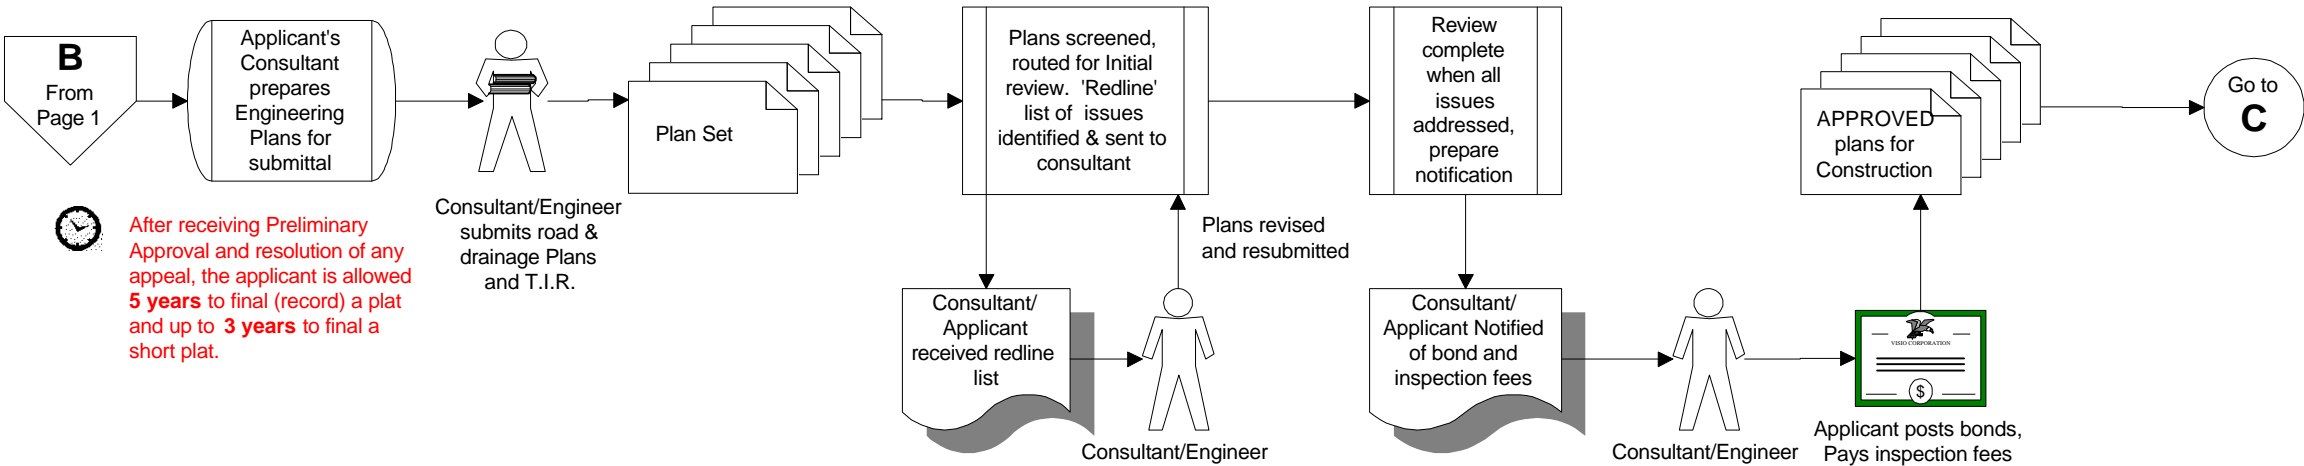 B
From
Page 1
Applicant's
Consultant
prepares
Engineering
Plans for
submittal
After receiving Preliminary
Approval and resolution of any
appeal, the applicant is allowed
5 years to final (record) a plat
and up to 3 years to final a
short plat.
Consultant/Engineer
submits road &
drainage Plans
and T.I.R.
Plan Set
Plans screened,
routed for Initial
review. 'Redline'
list of issues
identified & sent to
consultant
Plans revised
and resubmitted
Consultant/
Applicant
received redline
list
Consultant/Engineer
Review
complete
when all
issues
addressed,
prepare
notification
Consultant/
Applicant Notified
of bond and
inspection fees
Consultant/Engineer
VISIO CORPORATION
$
Applicant posts bonds,
Pays inspection fees
APPROVED
plans for
Construction
Go to
C